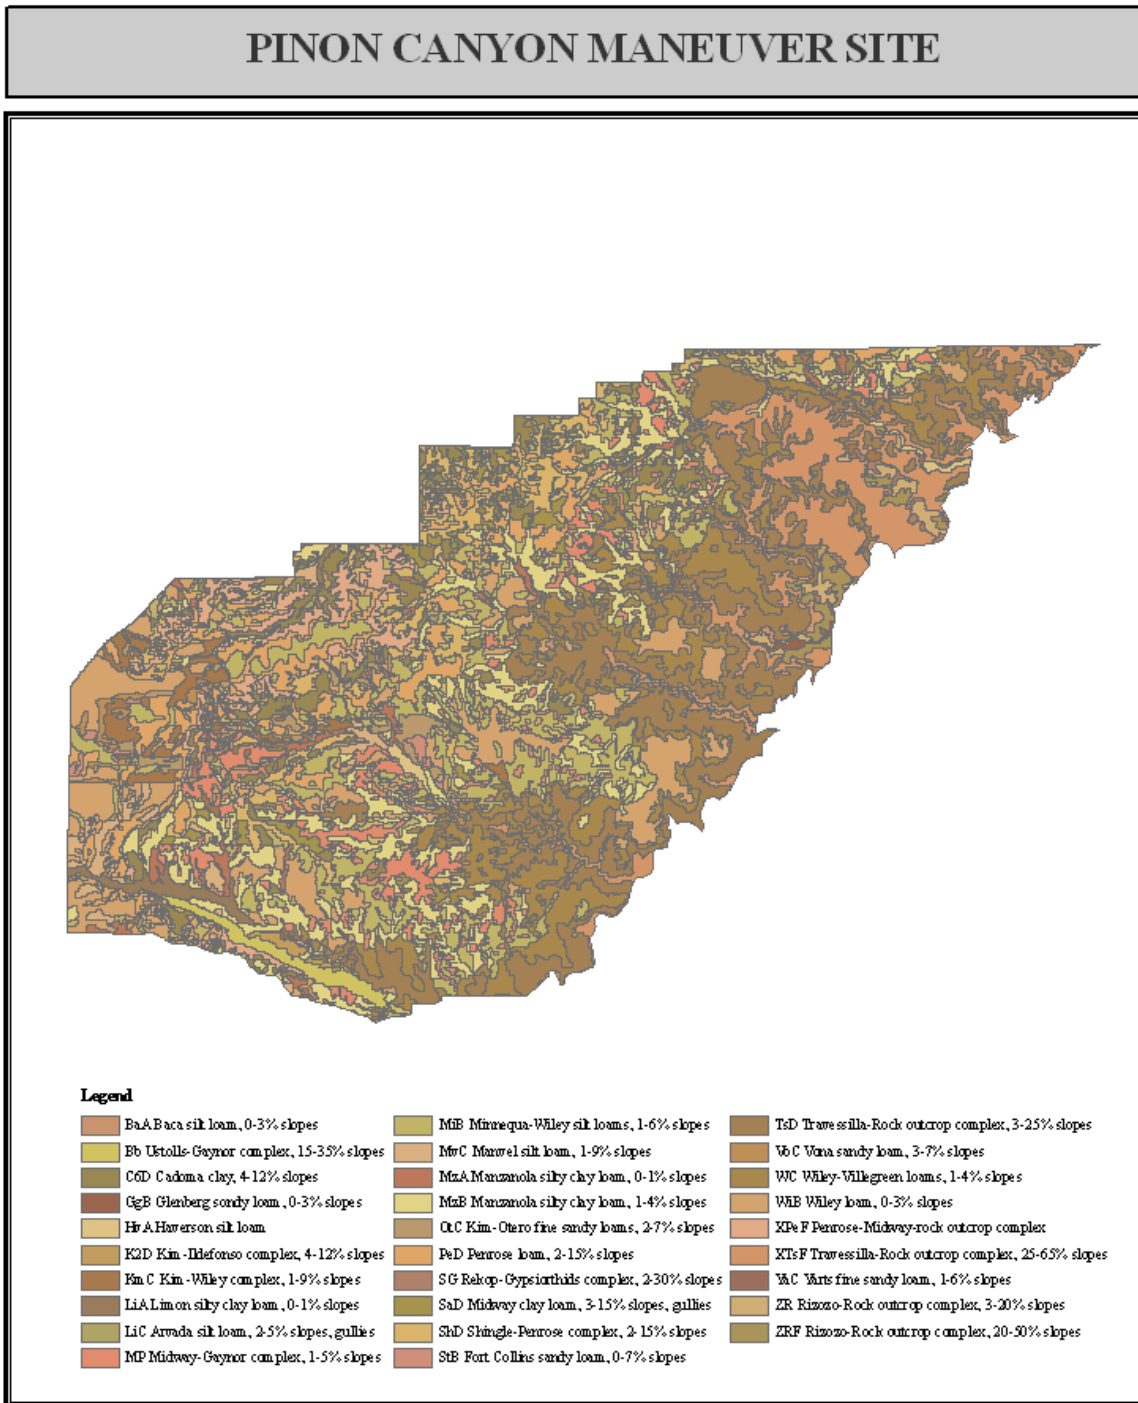 PINON CANYON MANEUVER SITE
Legend
BaA Baca silt loam, 0-3% slopes
Bb Ustolls-Gaynor complex, 15-35% slopes
C6D Cadoma clay, 4-12% slopes
GgB Glenberg sondy loam, 0-3% slopes
HvA Haverson silt loam
K2D Kim-Ildefonso complex, 4-12% slopes
KmC Kim-Wiley complex, 1-9% slopes
LiA Limon silty clay loam, 0-1% slopes
LiC Arvada silt loam, 2-5% slopes, gullies
MP Midway-Gaynor complex, 1-5% slopes
MiB Minnequa-Wiley silt loams, 1-6% slopes
MvC Manvel silt loam, 1-9% slopes
MzA Manzanola silty clay loam, 0-1% slopes
MzB Manzanola silty clay loam, 1-4% slopes
OtC Kim-Otero fine sandy loams, 2-7% slopes
PeD Penrose loam, 2-15% slopes
SG Rekop-Gypsiorthids complex, 2-30% slopes
SaD Midway clay loam, 3-15% slopes, gullies
ShD Shingle-Penrose complex, 2-15% slopes
StB Fort Collins sandy loam, 0-7% slopes
TsD Travessilla-Rock outcrop complex, 3-25% slopes
VoC Vona sandy loam, 3-7% slopes
WC Wiley-Villegreen loams, 1-4% slopes
WiB Wiley loam, 0-3% slopes
XPeF Penrose-Midway-rock outcrop complex
XTsF Travessilla-Rock outcrop complex, 25-65% slopes
YAC Yarts fine sandy loam, 1-6% slopes
ZR Rizozo-Rock outcrop complex, 3-20% slopes
ZRF Rizozo-Rock outcrop complex, 20-50% slopes